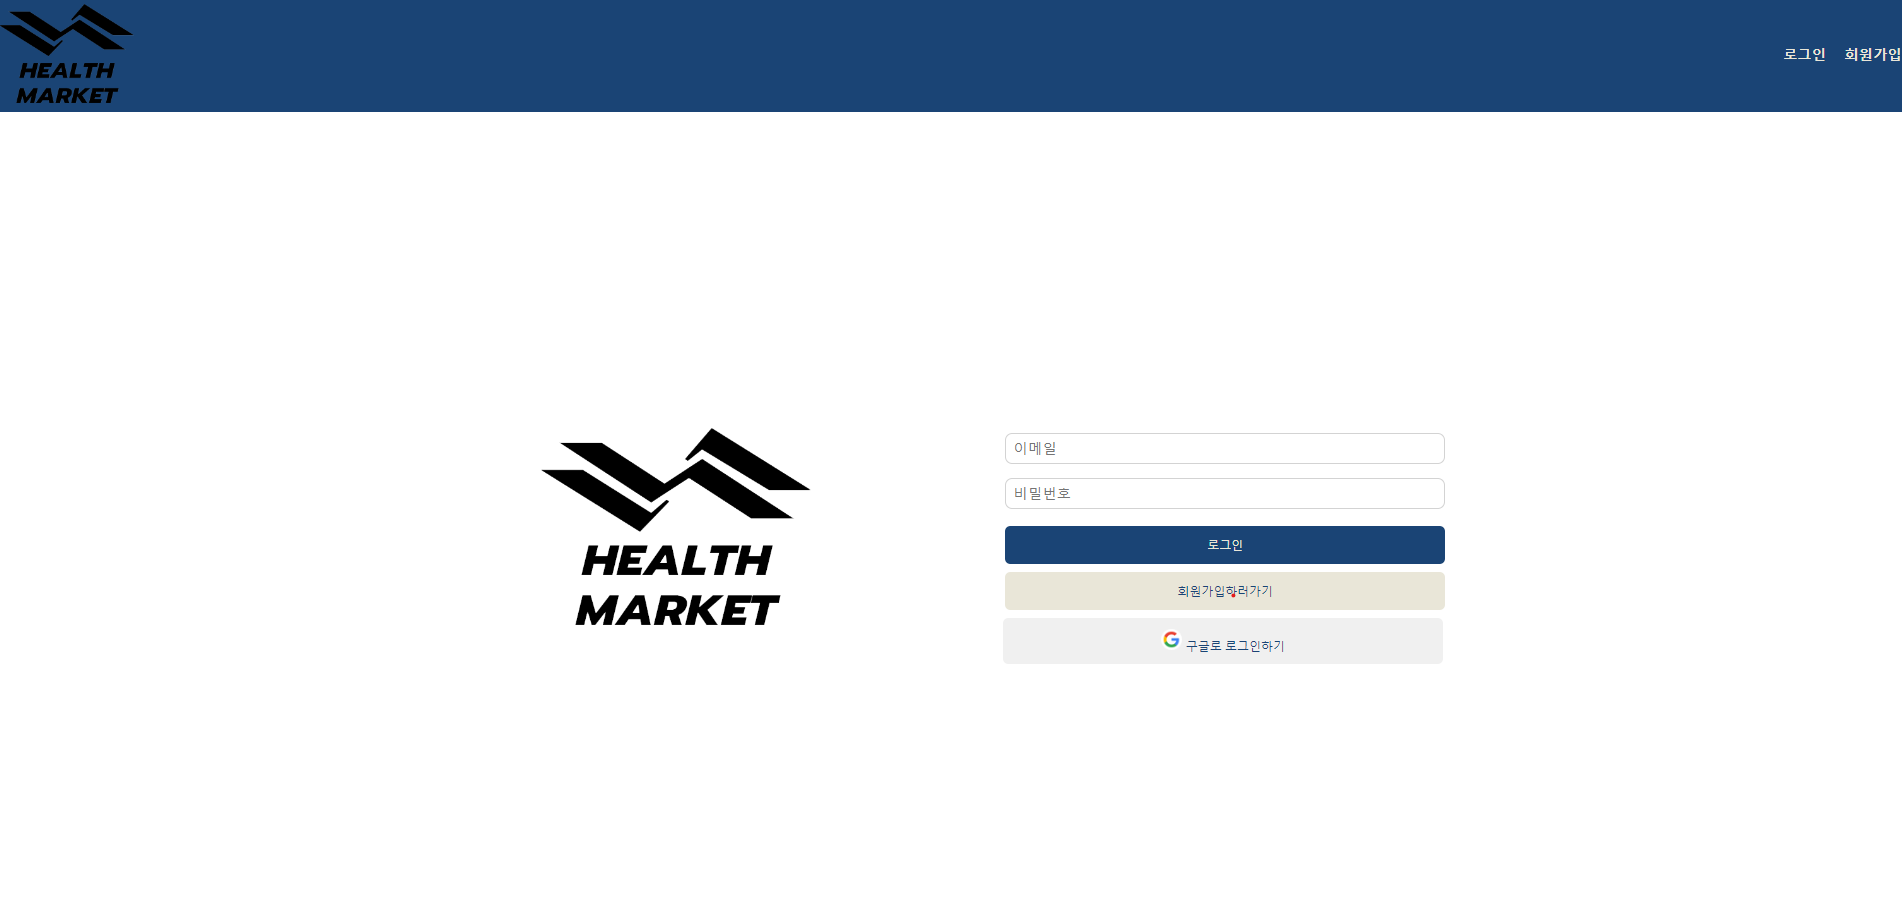 HEALTH
MARKET
로그인 회원가입
HEALTH
MARKET
이메일
비밀번호
로그인
회원가입하러가기
구글로 로그인하기